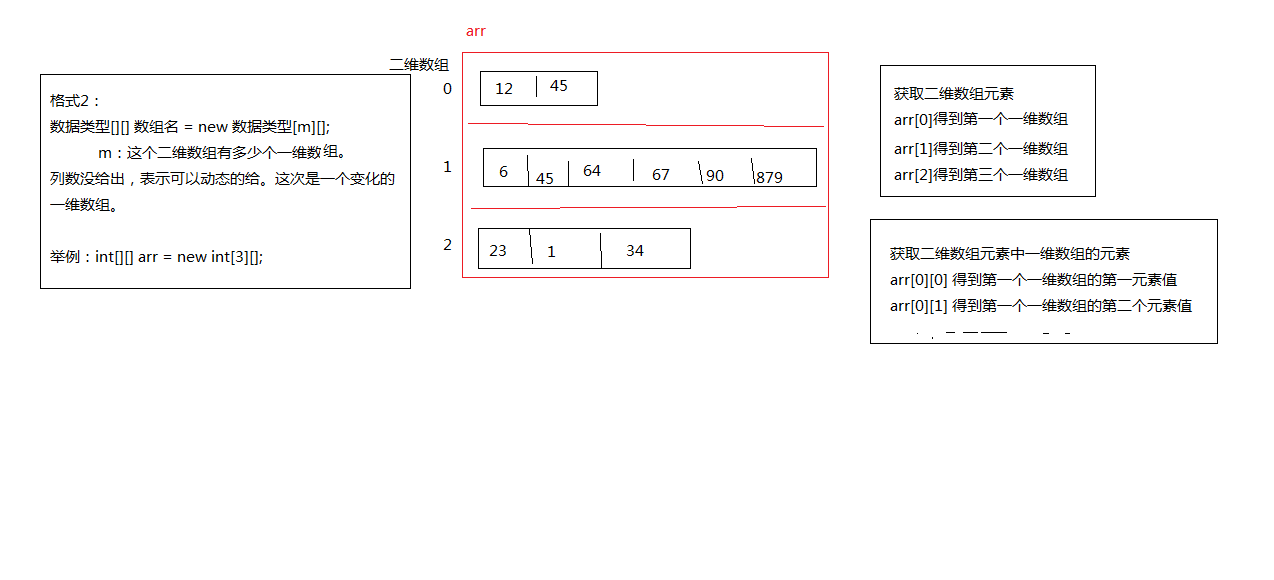 arr
二维数组
格式2：
数据类型[][] 数组名 = new 数据类型[m][];
m：这个二维数组有多少个一维数组。
列数没给出，表示可以动态的给。这次是一个变化的
一维数组。
举例：int[][] arr = new int[3][];
0
12 45
1
6 45 64 67 90 879
2
23 1 34
获取二维数组元素
arr[0]得到第一个一维数组
arr[1]得到第二个一维数组
arr[2]得到第三个一维数组
获取二维数组元素中一维数组的元素
arr[0][0] 得到第一个一维数组的第一元素值
arr[0][1] 得到第一个一维数组的第二个元素值